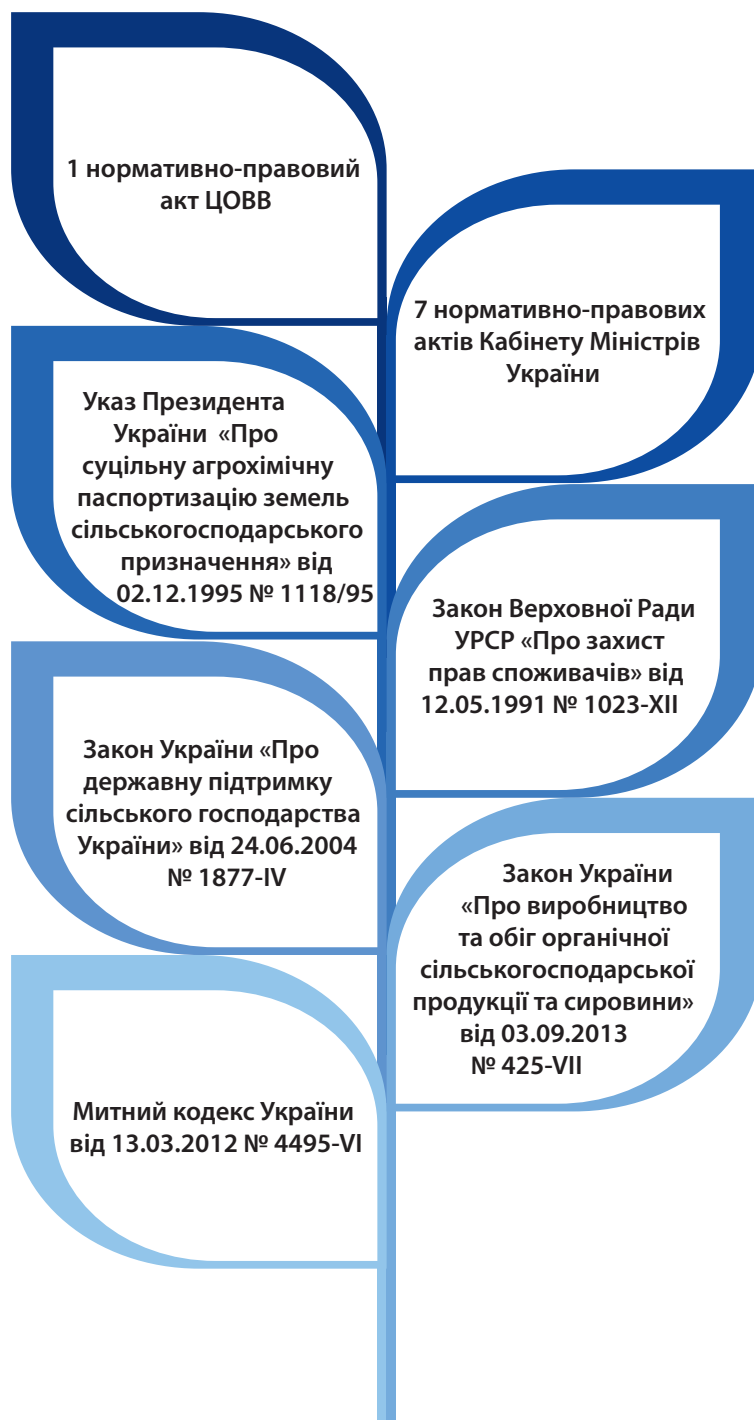 1 нормативно-правовий
акт ЦОВВ
7 нормативно-правових
актів Кабінету Міністрів
України
Указ Президента
України «Про
суцільну агрохімічну
паспортизацію земель
сільськогосподарського
призначення» від
02.12.1995 № 1118/95
Закон Верховної Ради
УРСР «Про захист
прав споживачів» від
12.05.1991 № 1023-XII
Закон України «Про
державну підтримку
сільського господарства
України» від 24.06.2004
№ 1877-IV
Закон України
«Про виробництво
та обіг органічної
сільськогосподарської
продукції та сировини»
від 03.09.2013
№ 425-VII
Митний кодекс України
від 13.03.2012 № 4495-VI